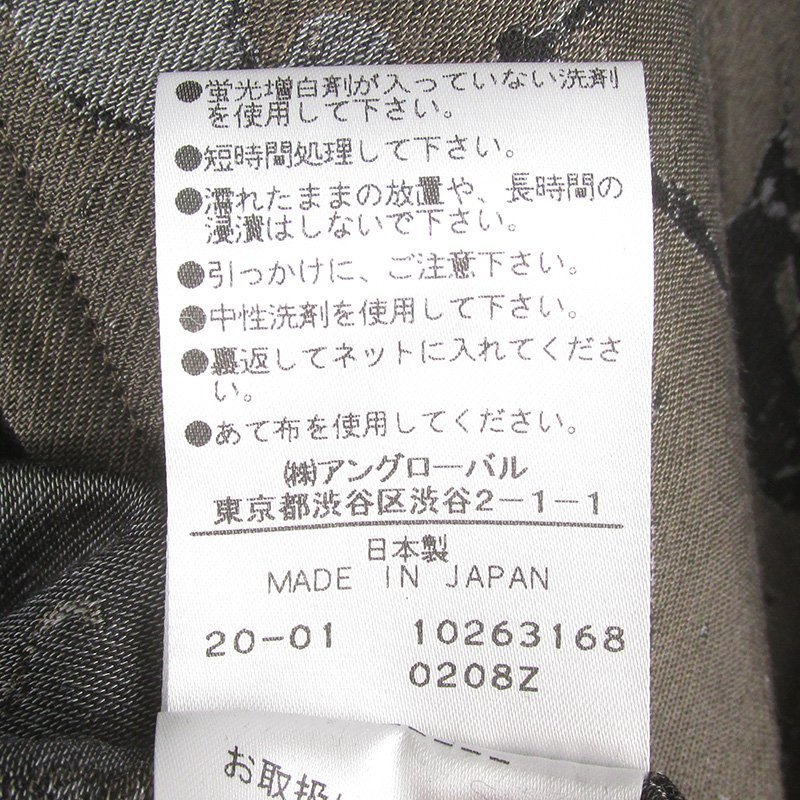 ●蛍光増白剤が入っていない洗剤
を使用して下さい。
●短時間処理して下さい。
●濡れたままの放置や、長時間の
浸漬はしないで下さい。
●引っかけに、ご注意下さい。
●中性洗剤を使用して下さい。
●裏返してネットに入れてくださ
い。
●あて布を使用してください。
㈱アングローバル
東京都渋谷区渋谷2-1-1
日本製
MADE IN JAPAN
20-01 10263168
0208Z
お取扱